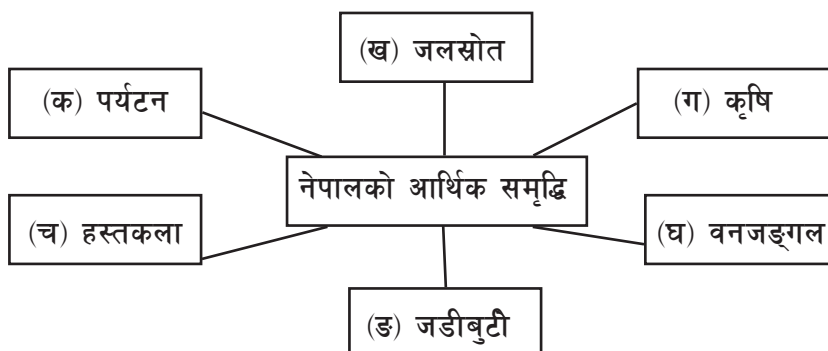 (ख) जलस्रोत
(क) पर्यटन
(ग) कृषि
नेपालको आर्थिक समृद्धि
(च) हस्तकला
(घ) वनजङ्गल
(ङ) जडीबुटी